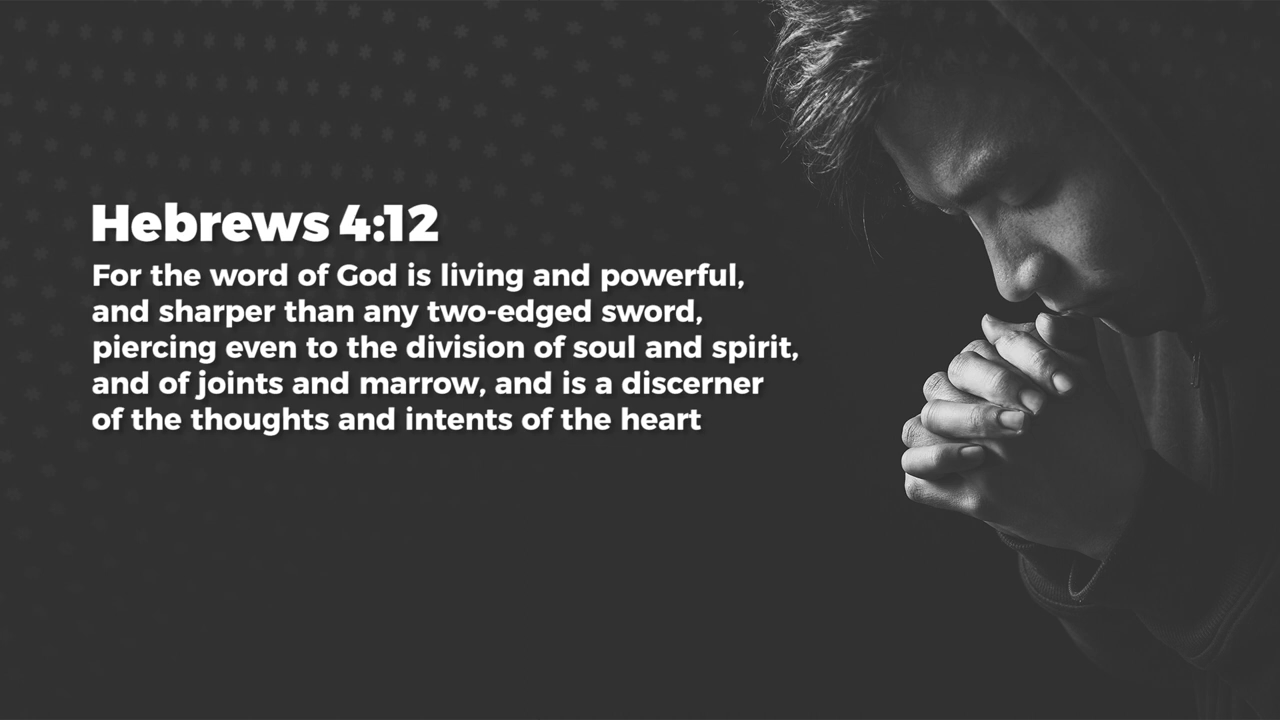 Hebrews 4:12
For the word of God is living and powerful,
and sharper than any two-edged sword,
piercing even to the division of soul and spirit,
and of joints and marrow, and is a discerner
of the thoughts and intents of the heart